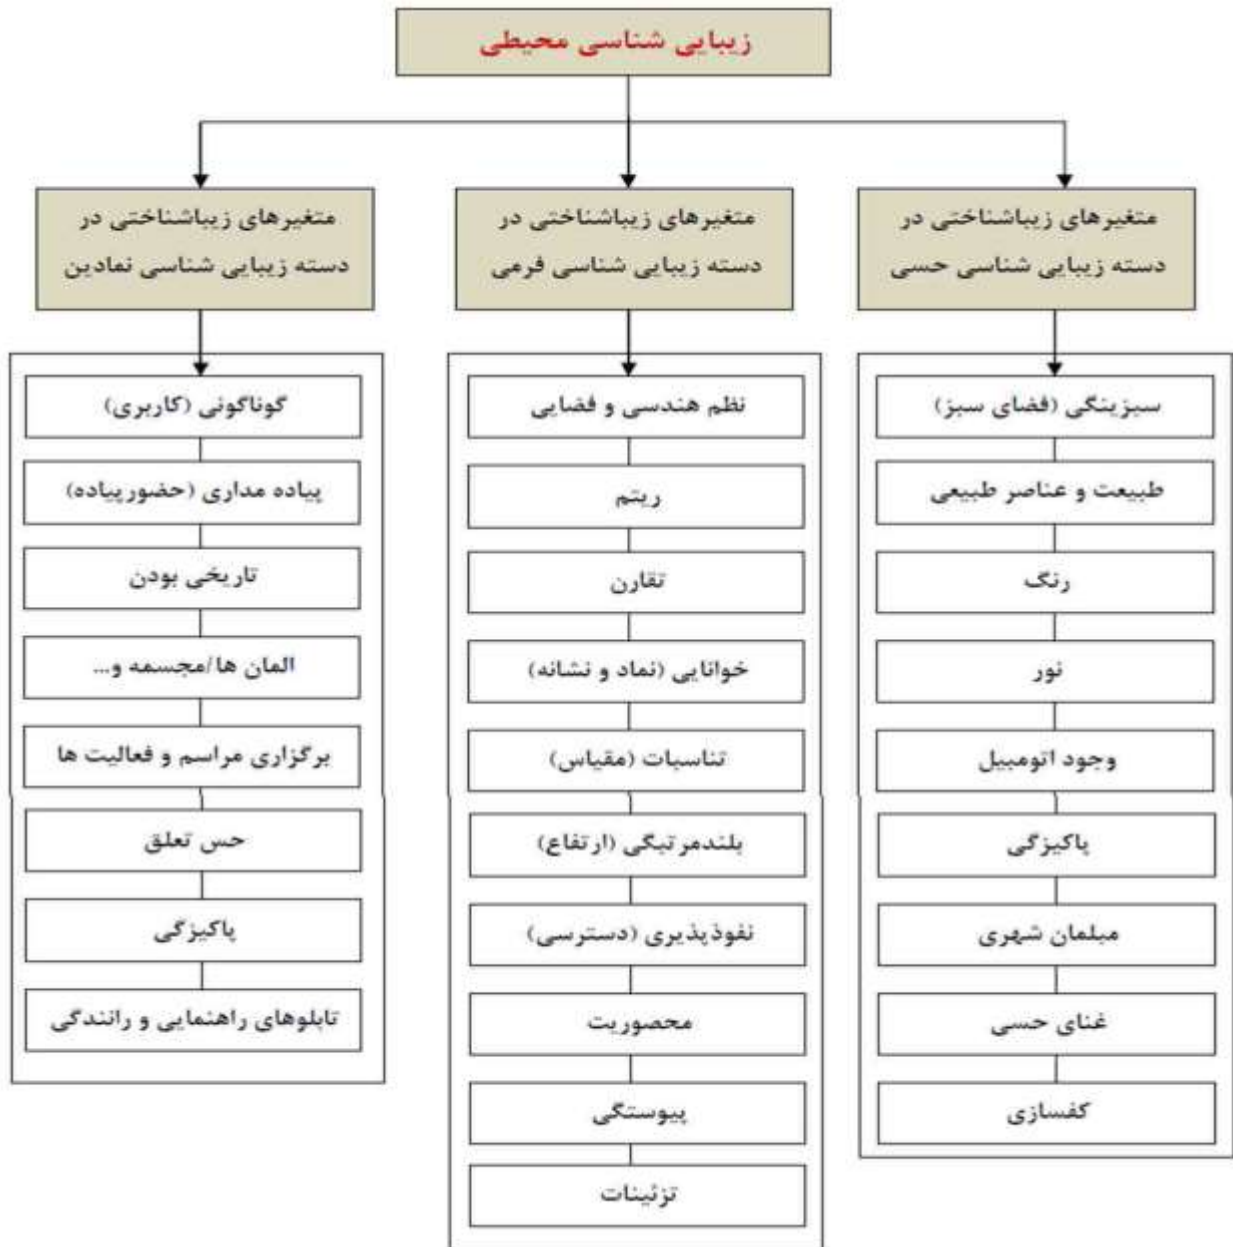 زیبایی شناسی محیطی
متغیرهای زیباشناختی در
دسته زیبایی شناسی حسی
سبزینگی (فضای سبز)
طبیعت و عناصر طبیعی
رنگ
نور
وجود اتومبیل
پاکیزگی
مبلمان شهری
غنای حسی
کفسازی
متغیرهای زیباشناختی در
دسته زیبایی شناسی فرمی
نظم هندسی و فضایی
ریتم
تقارن
خوانایی (نماد و نشانه)
تناسبات (مقیاس)
بلندمرتبگی (ارتفاع)
نفوذپذیری (دسترسی)
محصوریت
پیوستگی
تزئینات
متغیرهای زیباشناختی در
دسته زیبایی شناسی نمادین
گوناگونی (کاربری)
پیاده مداری (حضورپیاده)
تاریخی بودن
المان ها/مجسمه و...
برگزاری مراسم و فعالیت ها
حس تعلق
پاکیزگی
تابلوهای راهنمایی و رانندگی